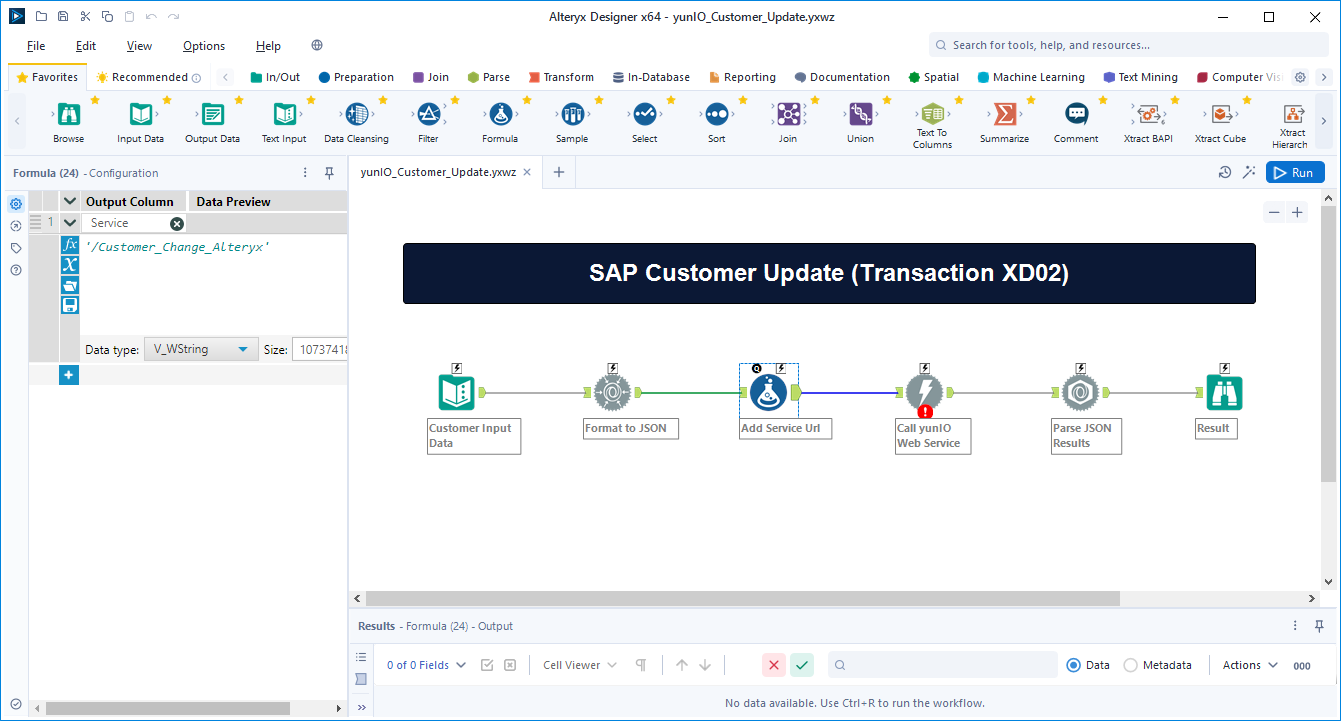 Alteryx Designer x64 - yunIO_Customer_Update.yxwz
File Edit View Options Help
Search for tools, help, and resources...
Favorites Recommended In/Out Preparation Join Parse Transform In-Database Reporting Documentation Spatial Machine Learning Text Mining Computer Vis
Browse Input Data Output Data Text Input Data Cleansing Filter Formula Sample Select Sort Join Union Text To Columns Summarize Comment Xtract BAPI Xtract Cube Xtract Hierarch
Formula (24) - Configuration
yunIO_Customer_Update.yxwz
Run
Output Column Data Preview
1 Service
'/Customer_Change_Alteryx'
fx
X
Data type: V_WString Size: 10737418
SAP Customer Update (Transaction XD02)
Customer Input
Data
Format to JSON
Add Service Url
Call yunIO
Web Service
Parse JSON
Results
Result
Results - Formula (24) - Output
0 of 0 Fields Cell Viewer Data Metadata Actions 000
No data available. Use Ctrl+R to run the workflow.